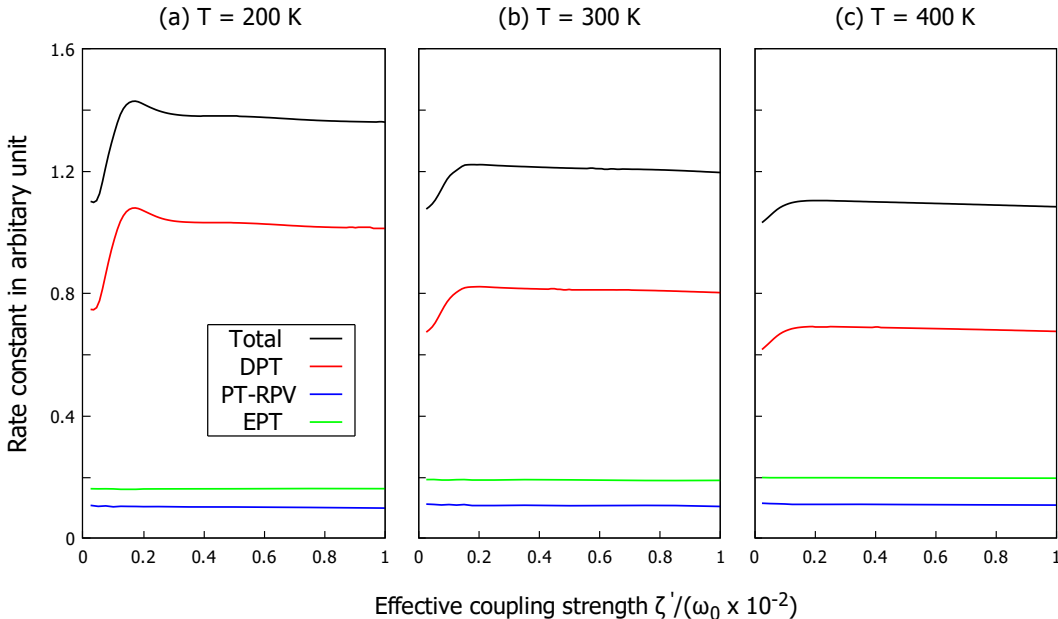 (a) T = 200 K
(b) T = 300 K
(c) T = 400 K
Rate constant in arbitary unit
1.6
1.2
0.8
0.4
0
Total
DPT
PT-RPV
EPT
0 0.2 0.4 0.6 0.8 1
0 0.2 0.4 0.6 0.8 1
0 0.2 0.4 0.6 0.8 1
Effective coupling strength ζ'/(ω₀ x 10⁻²)